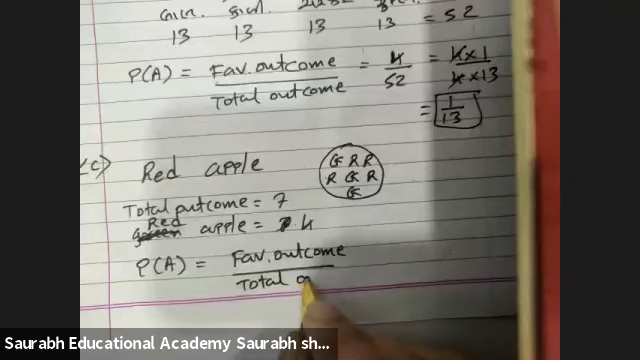 13 13 13 13 = 52
P(A) = Fav. outcome / Total outcome = 4 / 52 = 4 × 1 / 4 × 13
= 1 / 13
(c) Red apple
G R R
R G R
G
Total outcome = 7
Red
green apple = 4
P(A) = Fav. outcome
Total o
Saurabh Educational Academy Saurabh sh...